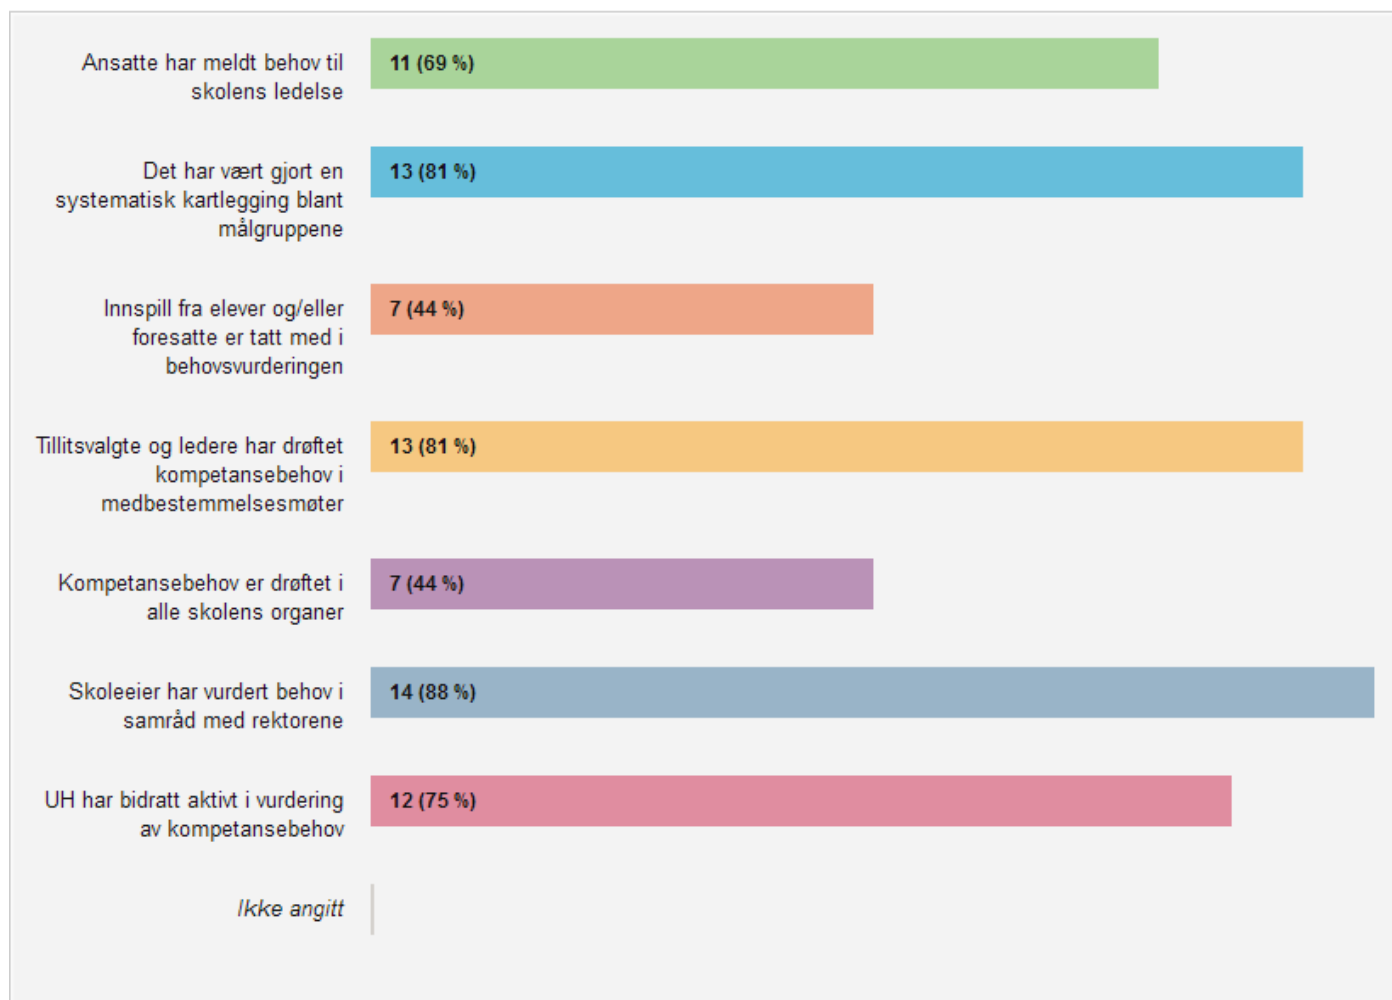 Ansatte har meldt behov til
skolens ledelse
11 (69 %)
Det har vært gjort en
systematisk kartlegging blant
målgruppene
13 (81 %)
Innspill fra elever og/eller
foresatte er tatt med i
behovsvurderingen
7 (44 %)
Tillitsvalgte og ledere har drøftet
kompetansebehov i
medbestemmelsesmøter
13 (81 %)
Kompetansebehov er drøftet i
alle skolens organer
7 (44 %)
Skoleeier har vurdert behov i
samråd med rektorene
14 (88 %)
UH har bidratt aktivt i vurdering
av kompetansebehov
12 (75 %)
Ikke angitt